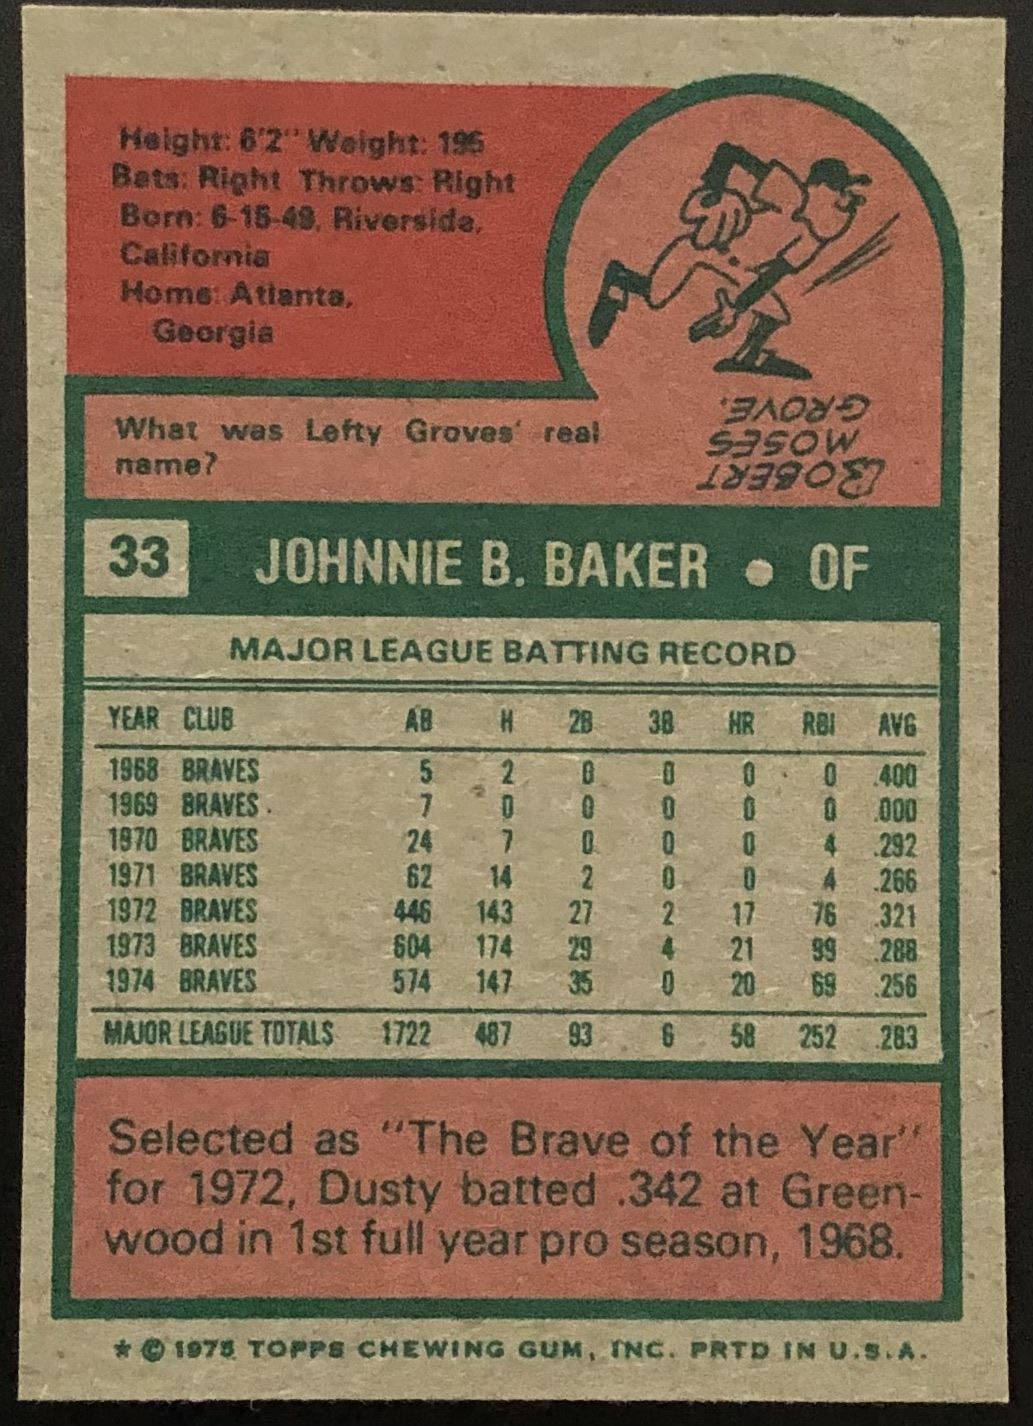 Height: 6'2" Weight: 195
Bats: Right Throws: Right
Born: 6-15-49, Riverside,
California
Home: Atlanta,
Georgia
What was Lefty Groves' real
name?
ROBERT
MOSES
GROVE.
33 JOHNNIE B. BAKER • OF
MAJOR LEAGUE BATTING RECORD
YEAR CLUB AB H 2B 3B HR RBI AVG
1968 BRAVES 5 2 0 0 0 0 .400
1969 BRAVES 7 0 0 0 0 0 .000
1970 BRAVES 24 7 0 0 0 4 .292
1971 BRAVES 62 14 2 0 0 4 .266
1972 BRAVES 446 143 27 2 17 76 .321
1973 BRAVES 604 174 29 4 21 99 .288
1974 BRAVES 574 147 35 0 20 69 .256
MAJOR LEAGUE TOTALS 1722 487 93 6 58 252 .283
Selected as "The Brave of the Year"
for 1972, Dusty batted .342 at Green-
wood in 1st full year pro season, 1968.
* © 1975 TOPPS CHEWING GUM, INC. PRTD IN U.S.A.